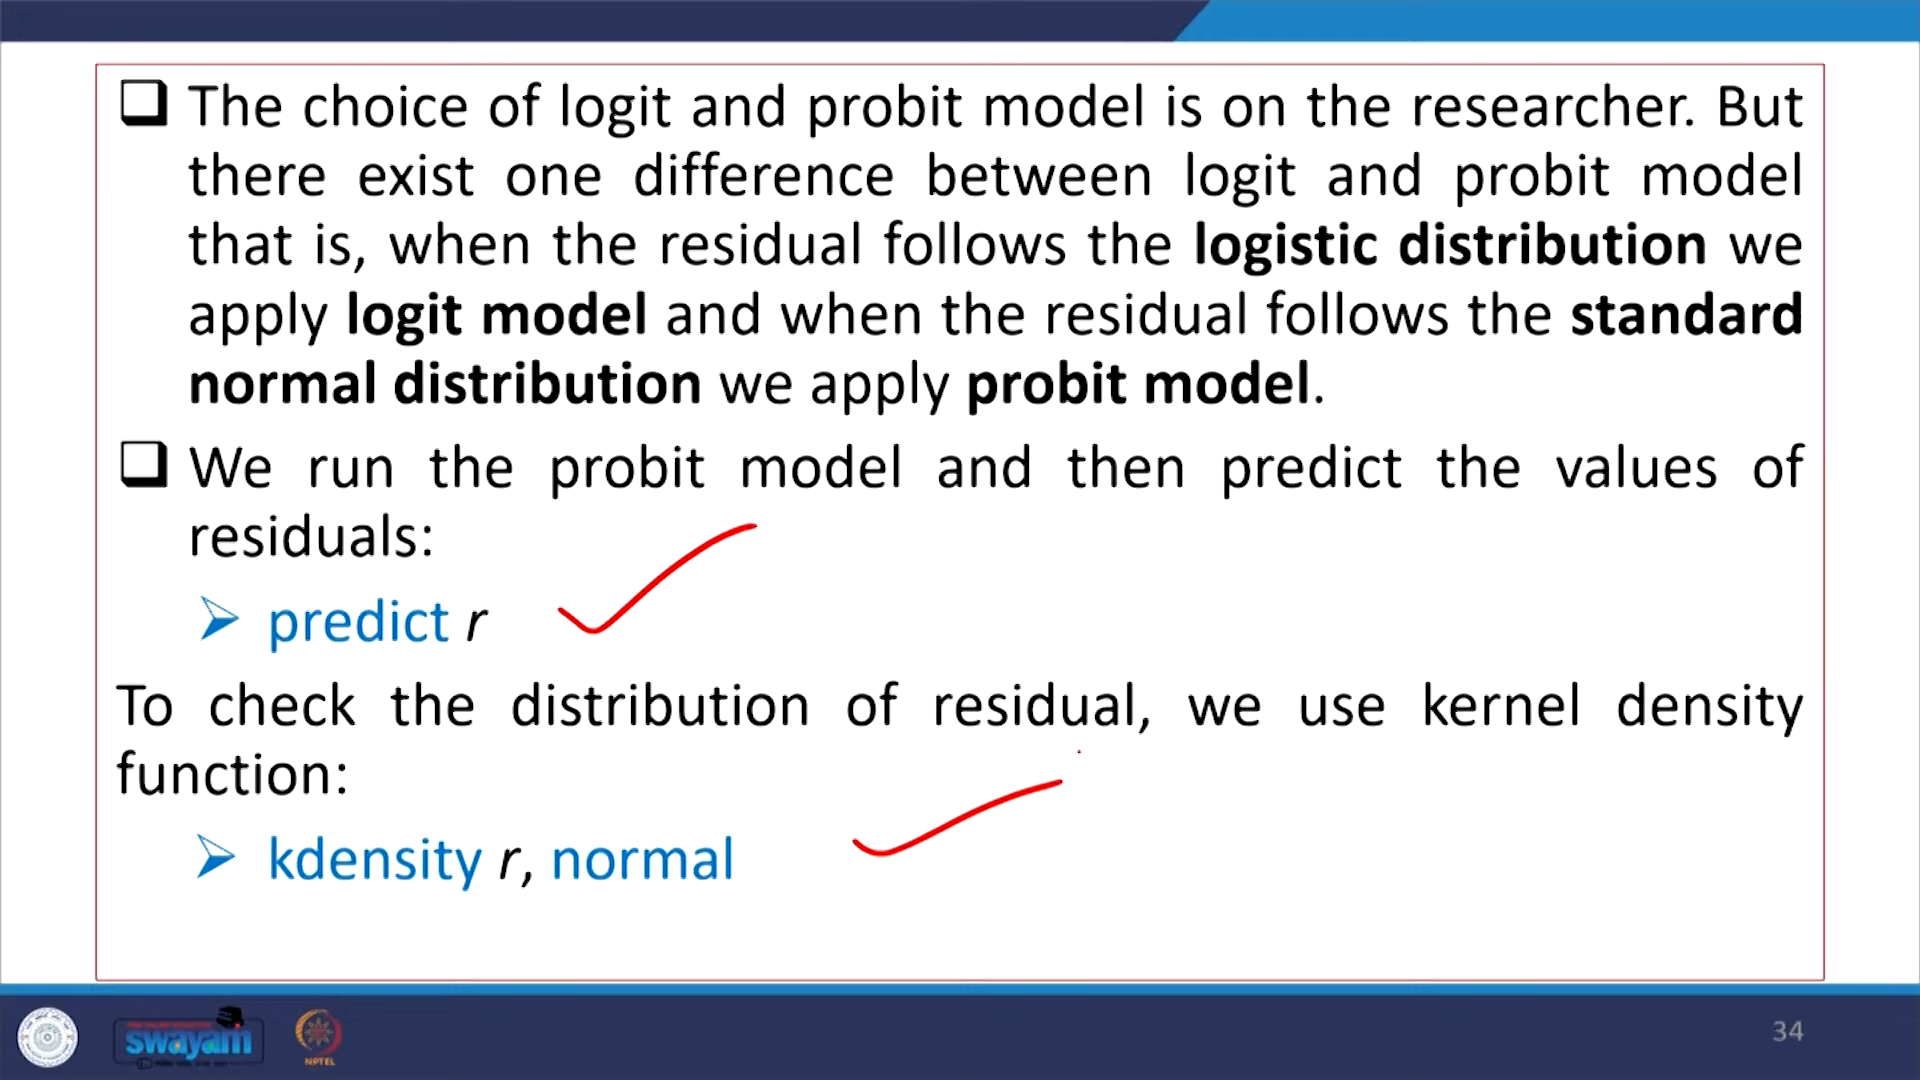 The choice of logit and probit model is on the researcher. But
there exist one difference between logit and probit model
that is, when the residual follows the logistic distribution we
apply logit model and when the residual follows the standard
normal distribution we apply probit model.
We run the probit model and then predict the values of
residuals:
predict r
To check the distribution of residual, we use kernel density
function:
kdensity r, normal
swayam
NPTEL
34